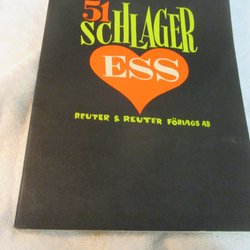 51
SCHLAGER
ESS
REUTER & REUTER FÖRLAGS AB